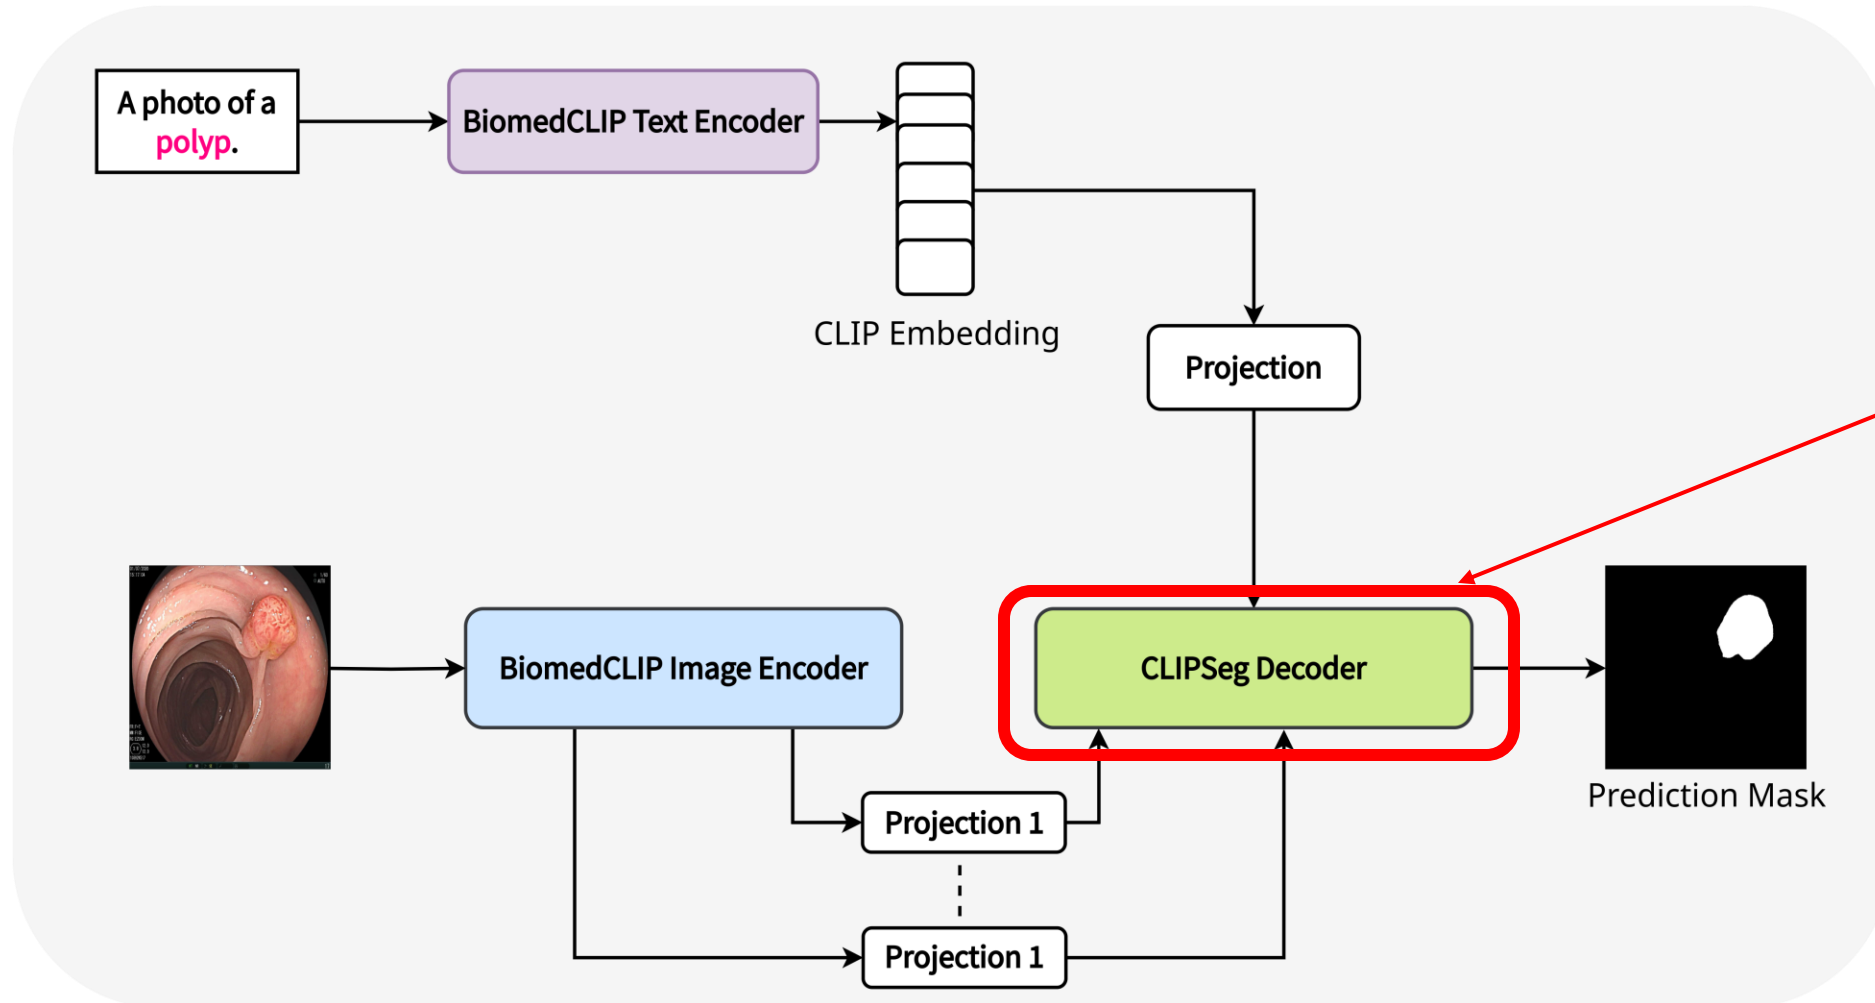 A photo of a
polyp.
BiomedCLIP Text Encoder
CLIP Embedding
Projection
BiomedCLIP Image Encoder
CLIPSeg Decoder
Prediction Mask
Projection 1
Projection 1